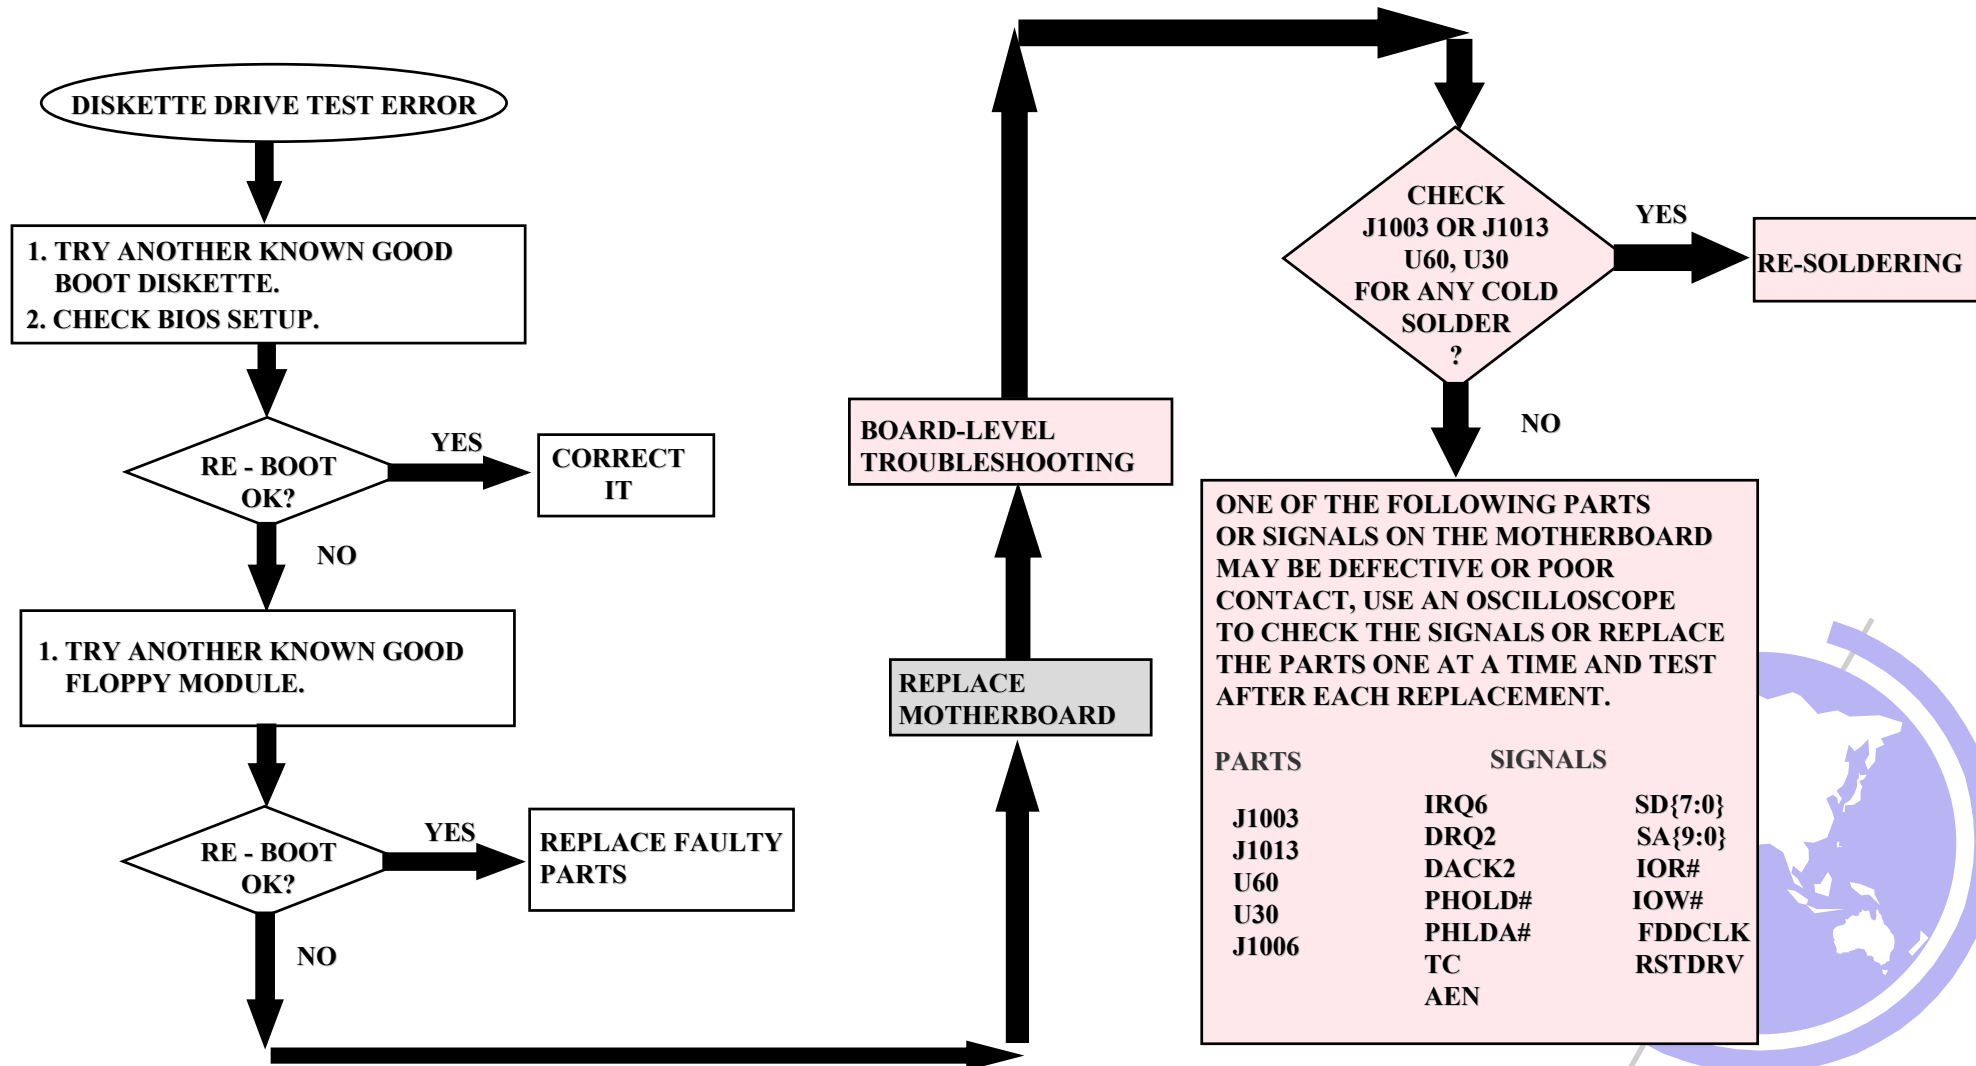 DISKETTE DRIVE TEST ERROR
1. TRY ANOTHER KNOWN GOOD
BOOT DISKETTE.
2. CHECK BIOS SETUP.
RE - BOOT
OK?
YES
CORRECT
IT
NO
1. TRY ANOTHER KNOWN GOOD
FLOPPY MODULE.
RE - BOOT
OK?
YES
REPLACE FAULTY
PARTS
NO
REPLACE
MOTHERBOARD
BOARD-LEVEL
TROUBLESHOOTING
CHECK
J1003 OR J1013
U60, U30
FOR ANY COLD
SOLDER
?
YES
RE-SOLDERING
NO
ONE OF THE FOLLOWING PARTS
OR SIGNALS ON THE MOTHERBOARD
MAY BE DEFECTIVE OR POOR
CONTACT, USE AN OSCILLOSCOPE
TO CHECK THE SIGNALS OR REPLACE
THE PARTS ONE AT A TIME AND TEST
AFTER EACH REPLACEMENT.
PARTS
J1003
J1013
U60
U30
J1006
SIGNALS
IRQ6
DRQ2
DACK2
PHOLD#
PHLDA#
TC
AEN
SD{7:0}
SA{9:0}
IOR#
IOW#
FDDCLK
RSTDRV